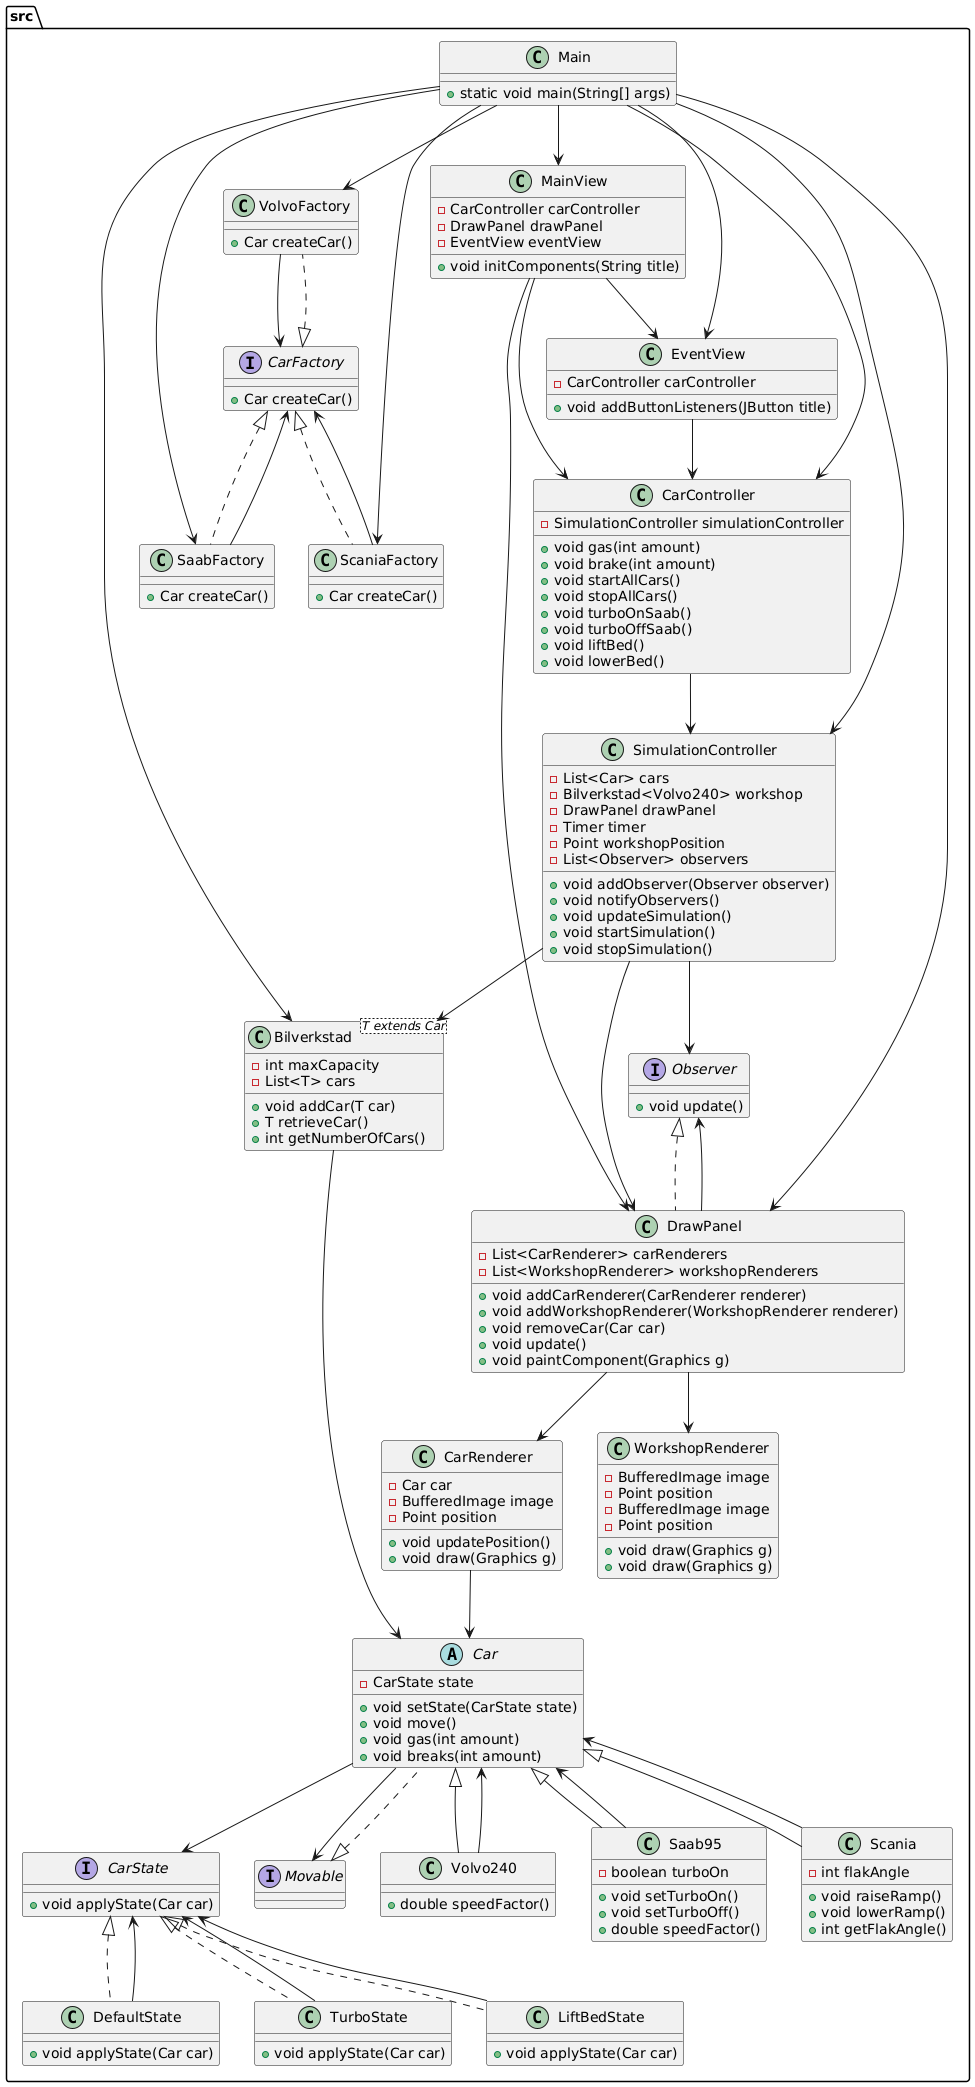 src
Main
static void main(String[] args)
VolvoFactory
Car createCar()
MainView
CarController carController
DrawPanel drawPanel
EventView eventView
void initComponents(String title)
CarFactory
Car createCar()
EventView
CarController carController
void addButtonListeners(JButton title)
SaabFactory
Car createCar()
ScaniaFactory
Car createCar()
CarController
SimulationController simulationController
void gas(int amount)
void brake(int amount)
void startAllCars()
void stopAllCars()
void turboOnSaab()
void turboOffSaab()
void liftBed()
void lowerBed()
SimulationController
List<Car> cars
Bilverkstad<Volvo240> workshop
DrawPanel drawPanel
Timer timer
Point workshopPosition
List<Observer> observers
void addObserver(Observer observer)
void notifyObservers()
void updateSimulation()
void startSimulation()
void stopSimulation()
Bilverkstad
T extends Car
int maxCapacity
List<T> cars
void addCar(T car)
T retrieveCar()
int getNumberOfCars()
Observer
void update()
DrawPanel
List<CarRenderer> carRenderers
List<WorkshopRenderer> workshopRenderers
void addCarRenderer(CarRenderer renderer)
void addWorkshopRenderer(WorkshopRenderer renderer)
void removeCar(Car car)
void update()
void paintComponent(Graphics g)
CarRenderer
Car car
BufferedImage image
Point position
void updatePosition()
void draw(Graphics g)
WorkshopRenderer
BufferedImage image
Point position
BufferedImage image
Point position
void draw(Graphics g)
void draw(Graphics g)
Car
CarState state
void setState(CarState state)
void move()
void gas(int amount)
void breaks(int amount)
CarState
void applyState(Car car)
Movable
Volvo240
double speedFactor()
Saab95
boolean turboOn
void setTurboOn()
void setTurboOff()
double speedFactor()
Scania
int flakAngle
void raiseRamp()
void lowerRamp()
int getFlakAngle()
DefaultState
void applyState(Car car)
TurboState
void applyState(Car car)
LiftBedState
void applyState(Car car)